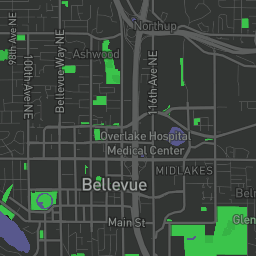 Northup
98th Ave NE
Ashwood
100th Ave NE
Bellevue Way NE
116th Ave NE
Overlake Hospital
Medical Center
MIDLAKES
Bellevue
Main St